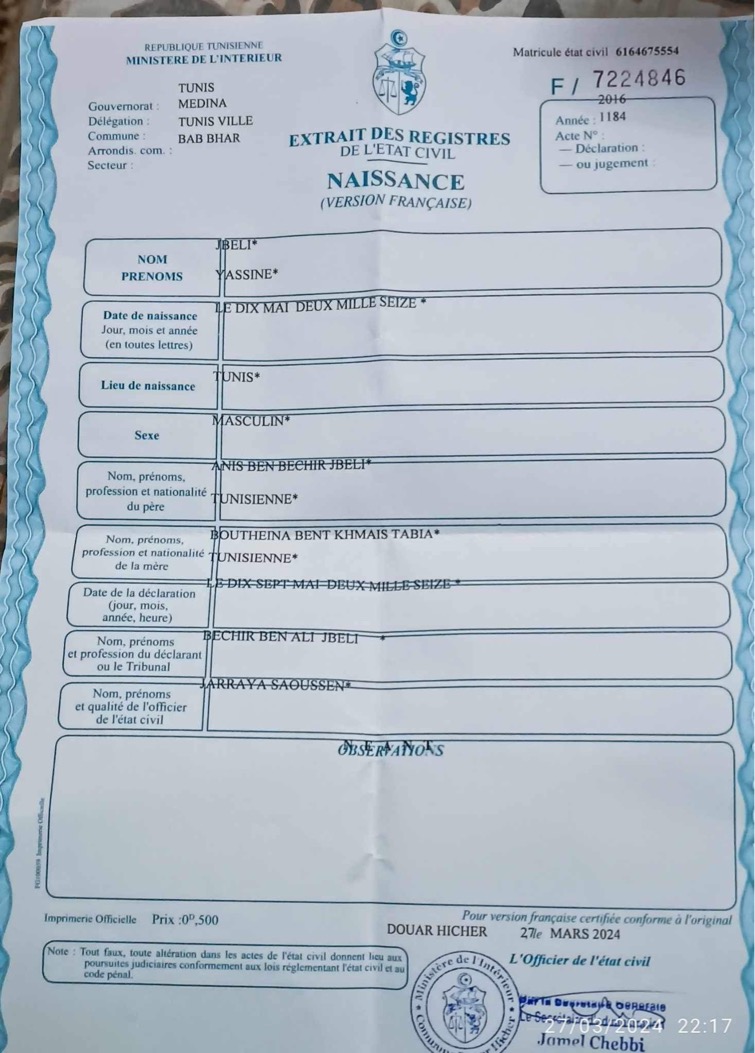 REPUBLIQUE TUNISIENNE
MINISTERE DE L'INTERIEUR
Gouvernorat : TUNIS
Délégation : MEDINA
Commune : TUNIS VILLE
Arrondis. com. : BAB BHAR
Secteur :
EXTRAIT DES REGISTRES
DE L'ETAT CIVIL
NAISSANCE
(VERSION FRANÇAISE)
Matricule état civil 6164675554
F / 7224846
2016
Année : 1184
Acte N° :
— Déclaration :
— ou jugement :
NOM
PRENOMS
JBELI*
YASSINE*
Date de naissance
Jour, mois et année
(en toutes lettres)
LE DIX MAI DEUX MILLE SEIZE *
Lieu de naissance
TUNIS*
Sexe
MASCULIN*
Nom, prénoms,
profession et nationalité
du père
ANIS BEN BECHIR JBELI*
TUNISIENNE*
Nom, prénoms,
profession et nationalité
de la mère
BOUTHEINA BENT KHMAIS TABIA*
TUNISIENNE*
Date de la déclaration
(jour, mois,
année, heure)
LE DIX SEPT MAI DEUX MILLE SEIZE *
Nom, prénoms
et profession du déclarant
ou le Tribunal
BECHIR BEN ALI JBELI *
Nom, prénoms
et qualité de l'officier
de l'état civil
JARRAYA SAOUSSEN*
OBSERVATIONS
N E A N T
Imprimerie Officielle Prix :0ᴰ,500
Pour version française certifiée conforme à l'original
DOUAR HICHER 27le MARS 2024
Note : Tout faux, toute altération dans les actes de l'état civil donnent lieu aux
poursuites judiciaires conformement aux lois réglementant l'état civil et au
code pénal.
L'Officier de l'état civil
Ministère de l'Intérieur
Jamel Chebbi
27/03/2024 22:17